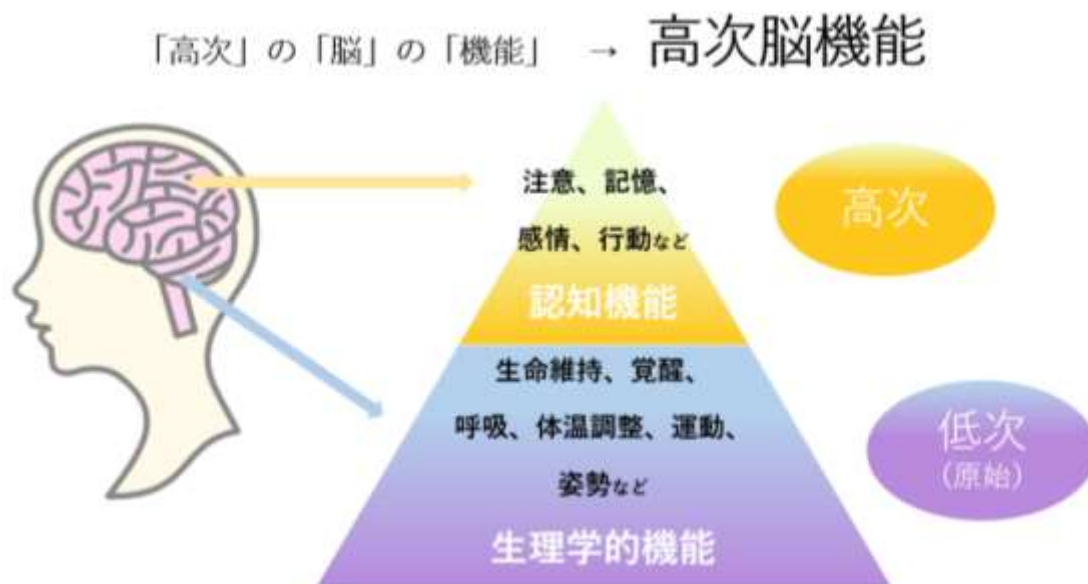 「高次」の「脳」の「機能」 → 高次脳機能
注意、記憶、
感情、行動など
認知機能
高次
生命維持、覚醒、
呼吸、体温調整、運動、
姿勢など
生理学的機能
低次
(原始)